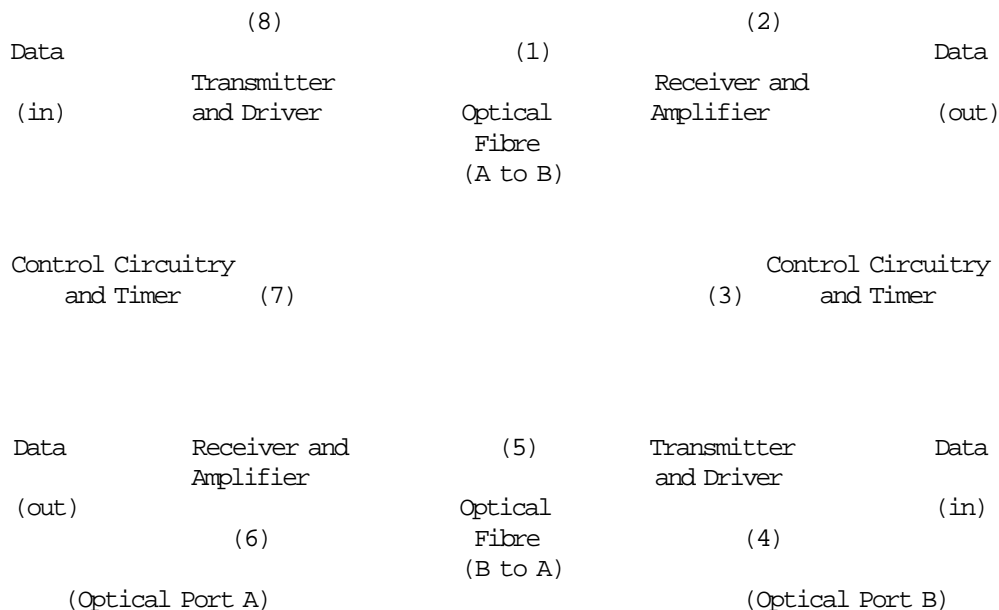 (8) (2)
Data (1) Data
Transmitter Receiver and
(in) and Driver Optical Amplifier (out)
Fibre
(A to B)
Control Circuitry Control Circuitry
and Timer (7) (3) and Timer
Data Receiver and (5) Transmitter Data
Amplifier and Driver
(out) Optical (in)
(6) Fibre (4)
(B to A)
(Optical Port A) (Optical Port B)